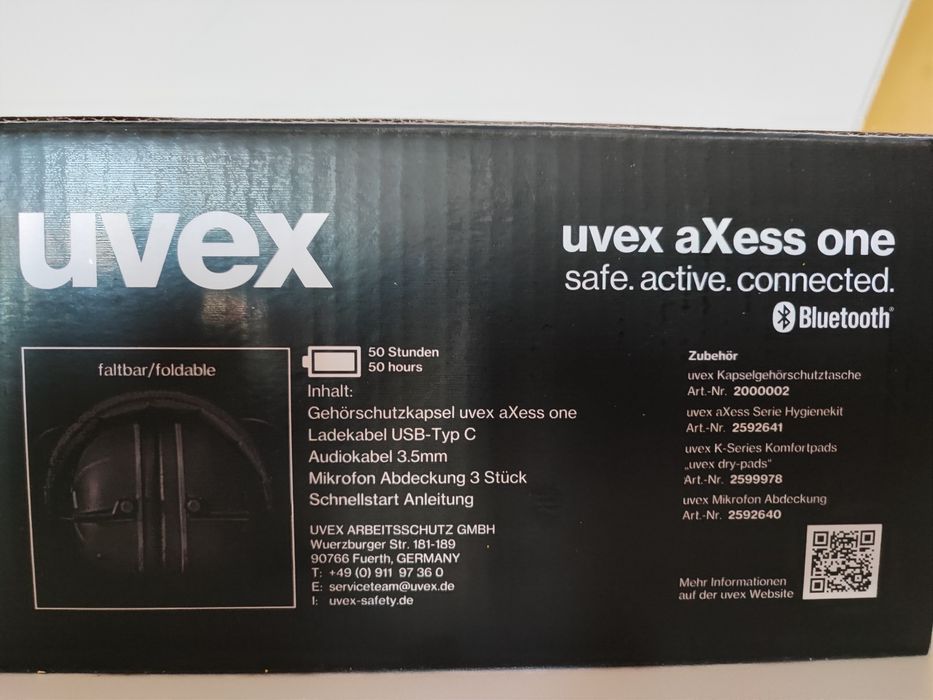 uvex
uvex aXess one
safe. active. connected.
Bluetooth®
faltbar/foldable
50 Stunden
50 hours
Inhalt:
Gehörschutzkapsel uvex aXess one
Ladekabel USB-Typ C
Audiokabel 3.5mm
Mikrofon Abdeckung 3 Stück
Schnellstart Anleitung
UVEX ARBEITSSCHUTZ GMBH
Wuerzburger Str. 181-189
90766 Fuerth, GERMANY
T: +49 (0) 911 97 36 0
E: serviceteam@uvex.de
I: uvex-safety.de
Zubehör
uvex Kapselgehörschutztasche
Art.-Nr. 2000002
uvex aXess Serie Hygienekit
Art.-Nr. 2592641
uvex K-Series Komfortpads
„uvex dry-pads“
Art.-Nr. 2599978
uvex Mikrofon Abdeckung
Art.-Nr. 2592640
Mehr Informationen
auf der uvex Website